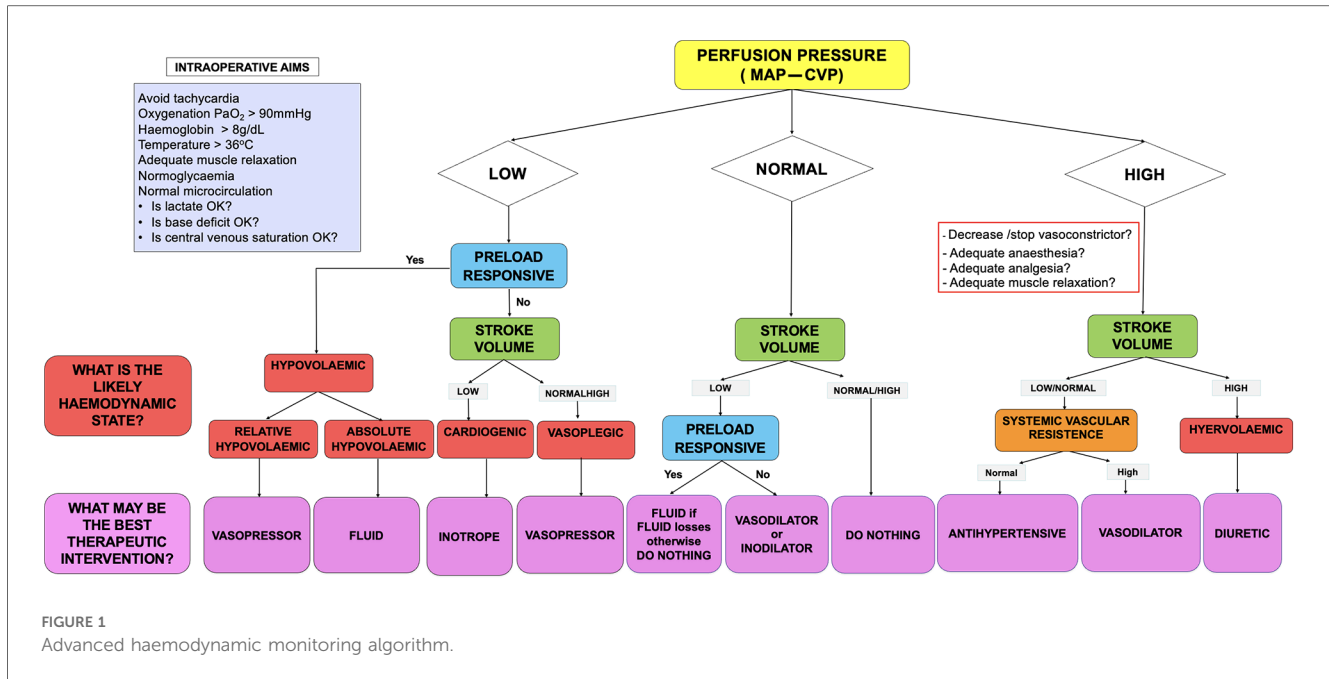 PERFUSION PRESSURE
( MAP—CVP)
INTRAOPERATIVE AIMS
Avoid tachycardia
Oxygenation PaO₂ > 90mmHg
Haemoglobin > 8g/dL
Temperature > 36ºC
Adequate muscle relaxation
Normoglycaemia
Normal microcirculation
• Is lactate OK?
• Is base deficit OK?
• Is central venous saturation OK?
LOW
NORMAL
HIGH
- Decrease /stop vasoconstrictor?
- Adequate anaesthesia?
- Adequate analgesia?
- Adequate muscle relaxation?
Yes
PRELOAD
RESPONSIVE
No
STROKE
VOLUME
STROKE
VOLUME
STROKE
VOLUME
WHAT IS THE
LIKELY
HAEMODYNAMIC
STATE?
HYPOVOLAEMIC
LOW
NORMALHIGH
LOW
NORMAL/HIGH
LOW/NORMAL
HIGH
RELATIVE
HYPOVOLAEMIC
ABSOLUTE
HYPOVOLAEMIC
CARDIOGENIC
VASOPLEGIC
PRELOAD
RESPONSIVE
SYSTEMIC VASCULAR
RESISTENCE
HYERVOLAEMIC
Yes
No
Normal
High
WHAT MAY BE
THE BEST
THERAPEUTIC
INTERVENTION?
VASOPRESSOR
FLUID
INOTROPE
VASOPRESSOR
FLUID if
FLUID losses
otherwise
DO NOTHING
VASODILATOR
or
INODILATOR
DO NOTHING
ANTIHYPERTENSIVE
VASODILATOR
DIURETIC
FIGURE 1
Advanced haemodynamic monitoring algorithm.